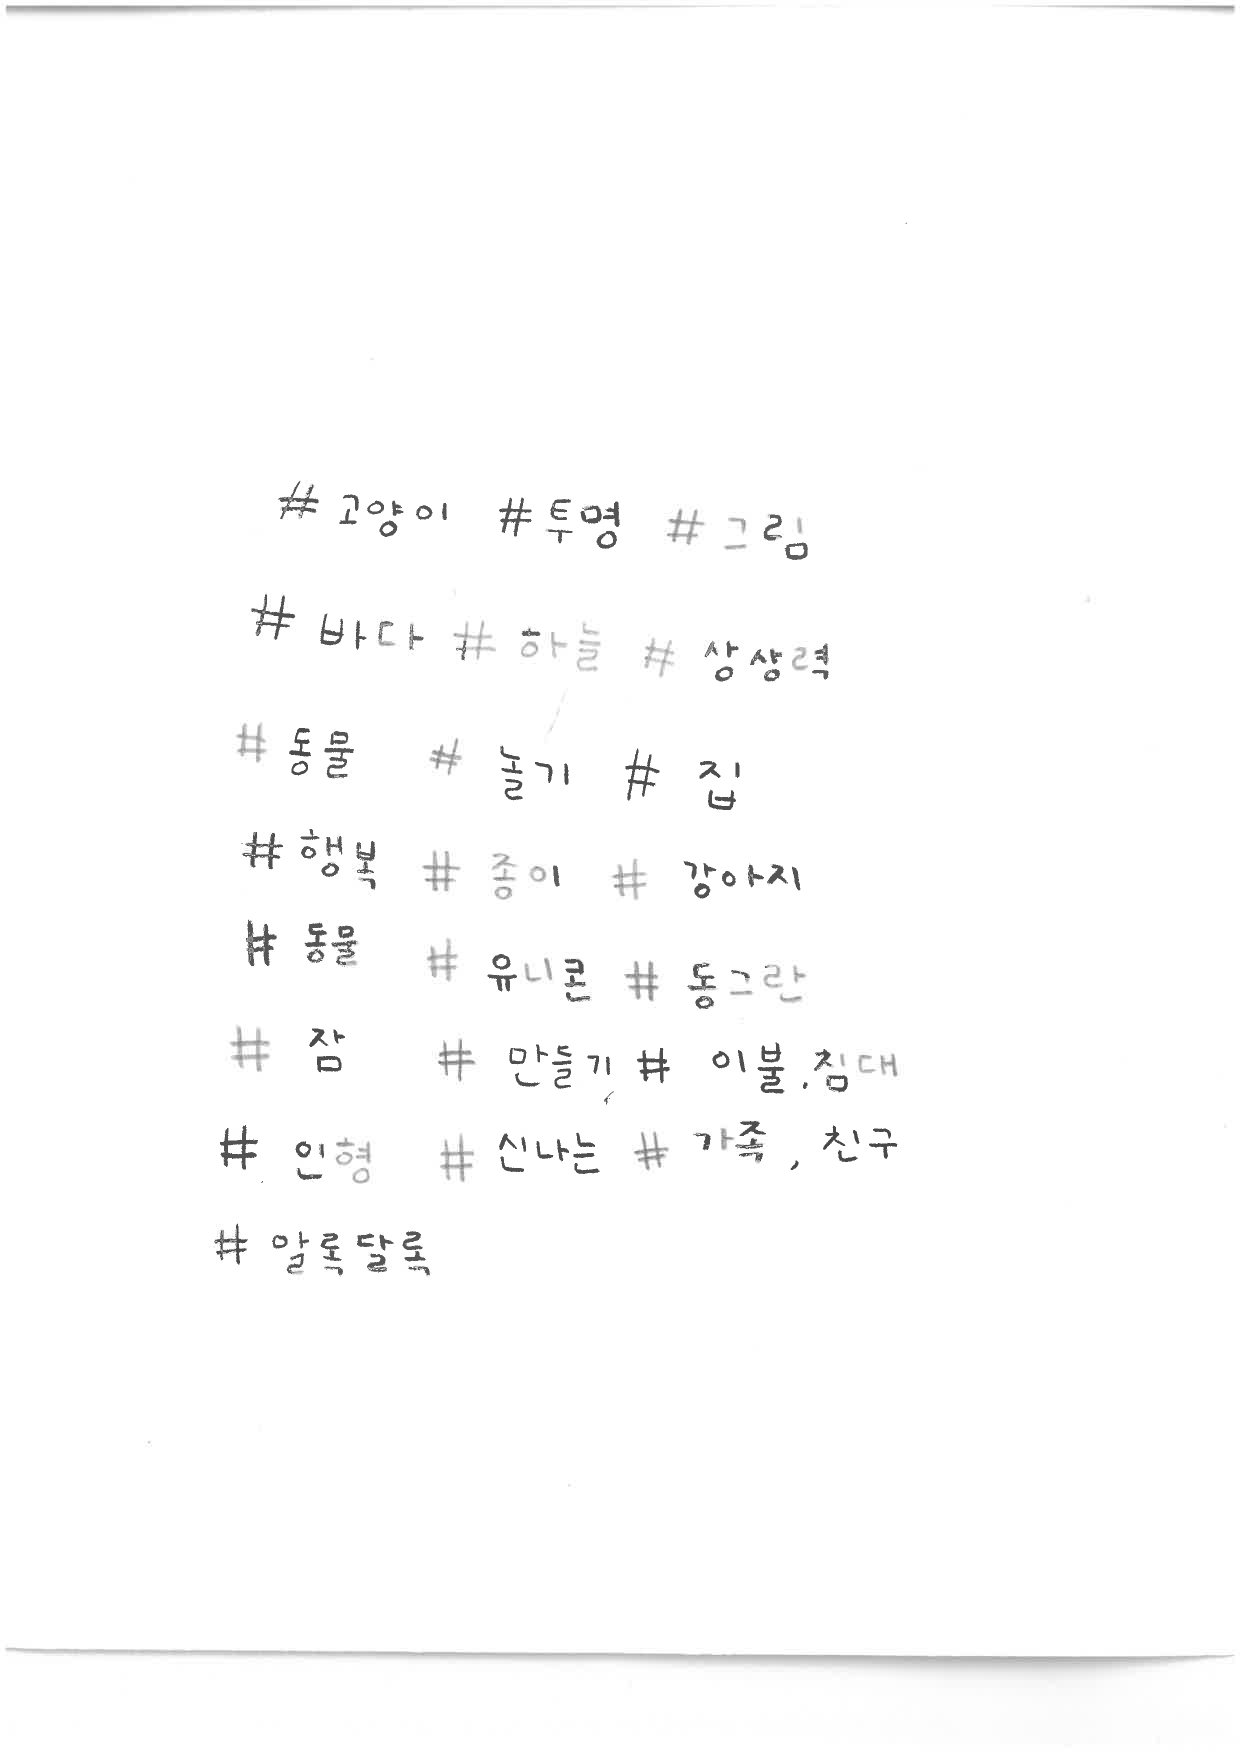 # 고양이 # 투명 # 그림
# 바다 # 하늘 # 상상력
# 동물 # 놀기 # 집
# 행복 # 종이 # 강아지
# 동물 # 유니콘 # 동그란
# 잠 # 만들기 # 이불, 침대
# 인형 # 신나는 # 가족, 친구
# 알록달록